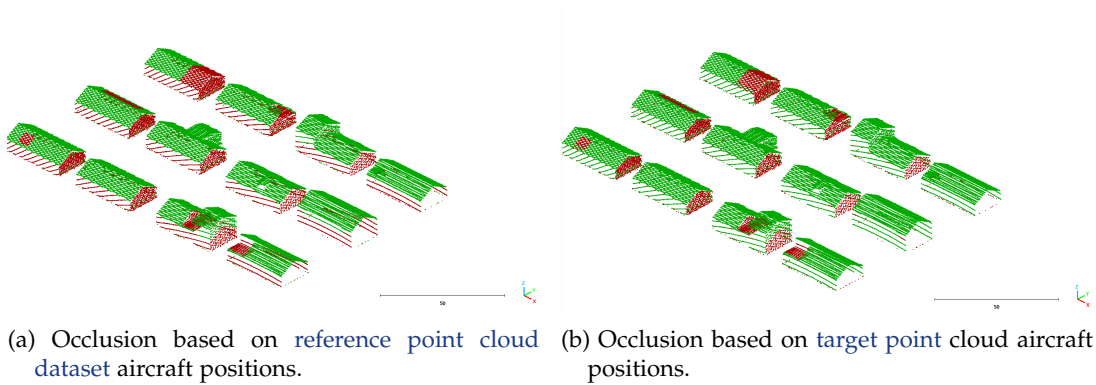 50
Z
Y
X
50
Z
Y
X
(a) Occlusion based on reference point cloud
dataset aircraft positions.
(b) Occlusion based on target point cloud aircraft
positions.